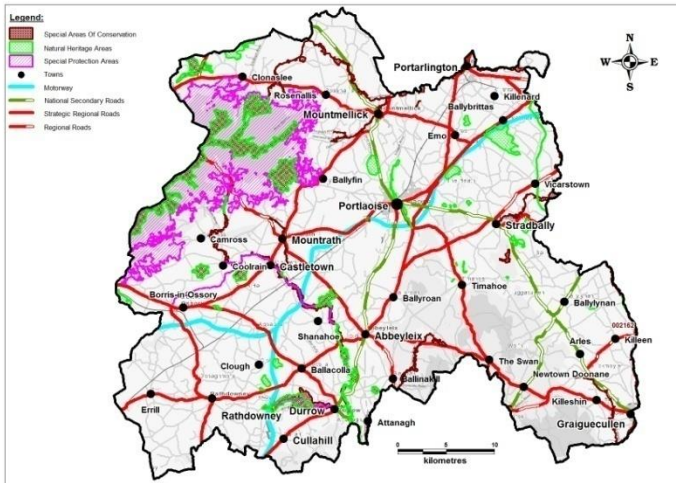 Legend:
Special Areas Of Conservation
Natural Heritage Areas
Special Protection Areas
Towns
Motorway
National Secondary Roads
Strategic Regional Roads
Regional Roads
N
W E
S
Portarlington
Clonaslee
Rosenallis
Killenard
Mountmellick
Ballybrittas
Emo
Ballyfin
Vicarstown
Portlaoise
Stradbally
Camross
Mountrath
Coolrain
Castletown
Timahoe
Borris-in-Ossory
Ballyroan
Ballylynan
Shanahoe
Abbeyleix
002162
Killeen
Arles
Clough
Ballacolla
The Swan
Ballinakill
Newtown Doonane
Errill
Rathdowney
Durrow
Killeshin
Attanagh
Graiguecullen
Cullahill
0 5 10
kilometres